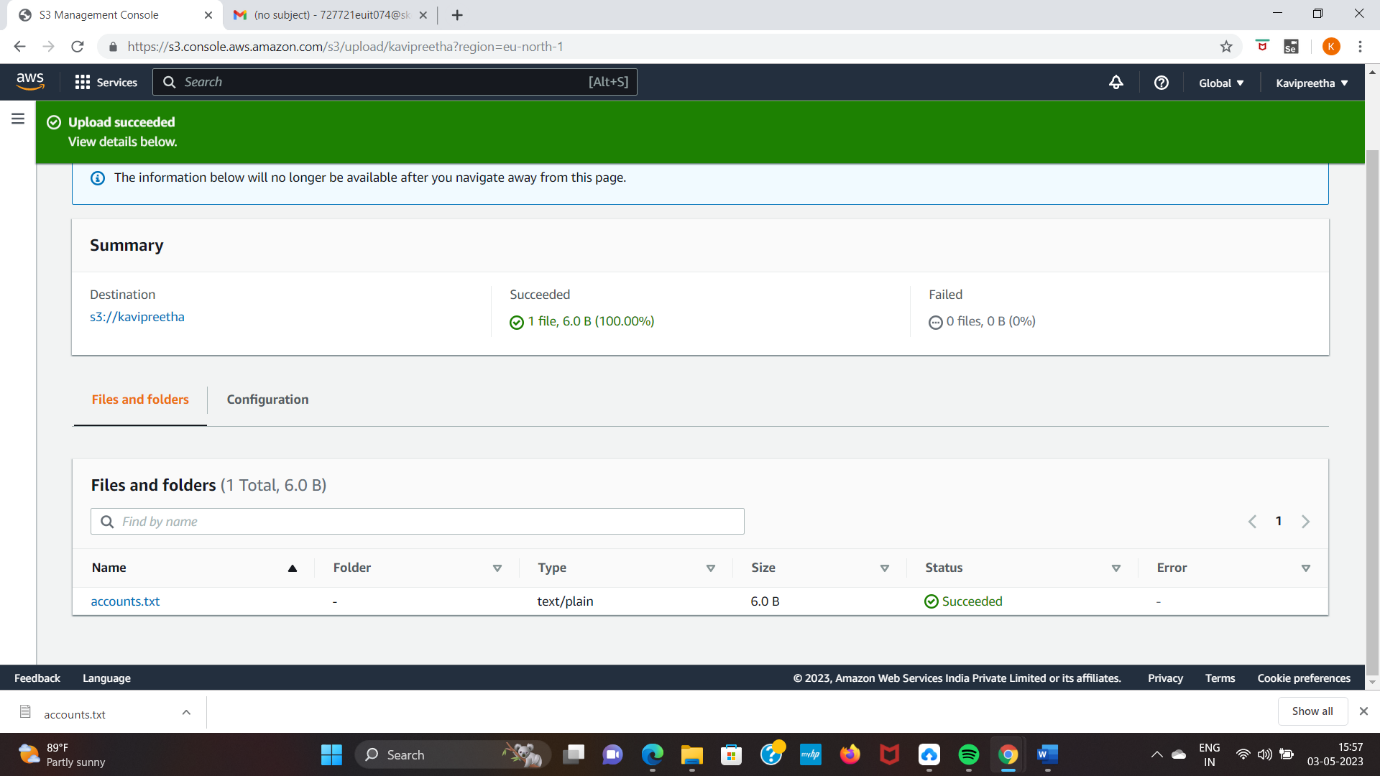 S3 Management Console
(no subject) - 727721euit074@sk
https://s3.console.aws.amazon.com/s3/upload/kavipreetha?region=eu-north-1
K
aws
Services
Search
[Alt+S]
Global
Kavipreetha
Upload succeeded
View details below.
The information below will no longer be available after you navigate away from this page.
Summary
Destination
s3://kavipreetha
Succeeded
1 file, 6.0 B (100.00%)
Failed
0 files, 0 B (0%)
Files and folders
Configuration
Files and folders (1 Total, 6.0 B)
Find by name
1
Name Folder Type Size Status Error
accounts.txt - text/plain 6.0 B Succeeded -
Feedback Language © 2023, Amazon Web Services India Private Limited or its affiliates. Privacy Terms Cookie preferences
accounts.txt
Show all
89°F
Partly sunny
Search
ENG
IN
15:57
03-05-2023